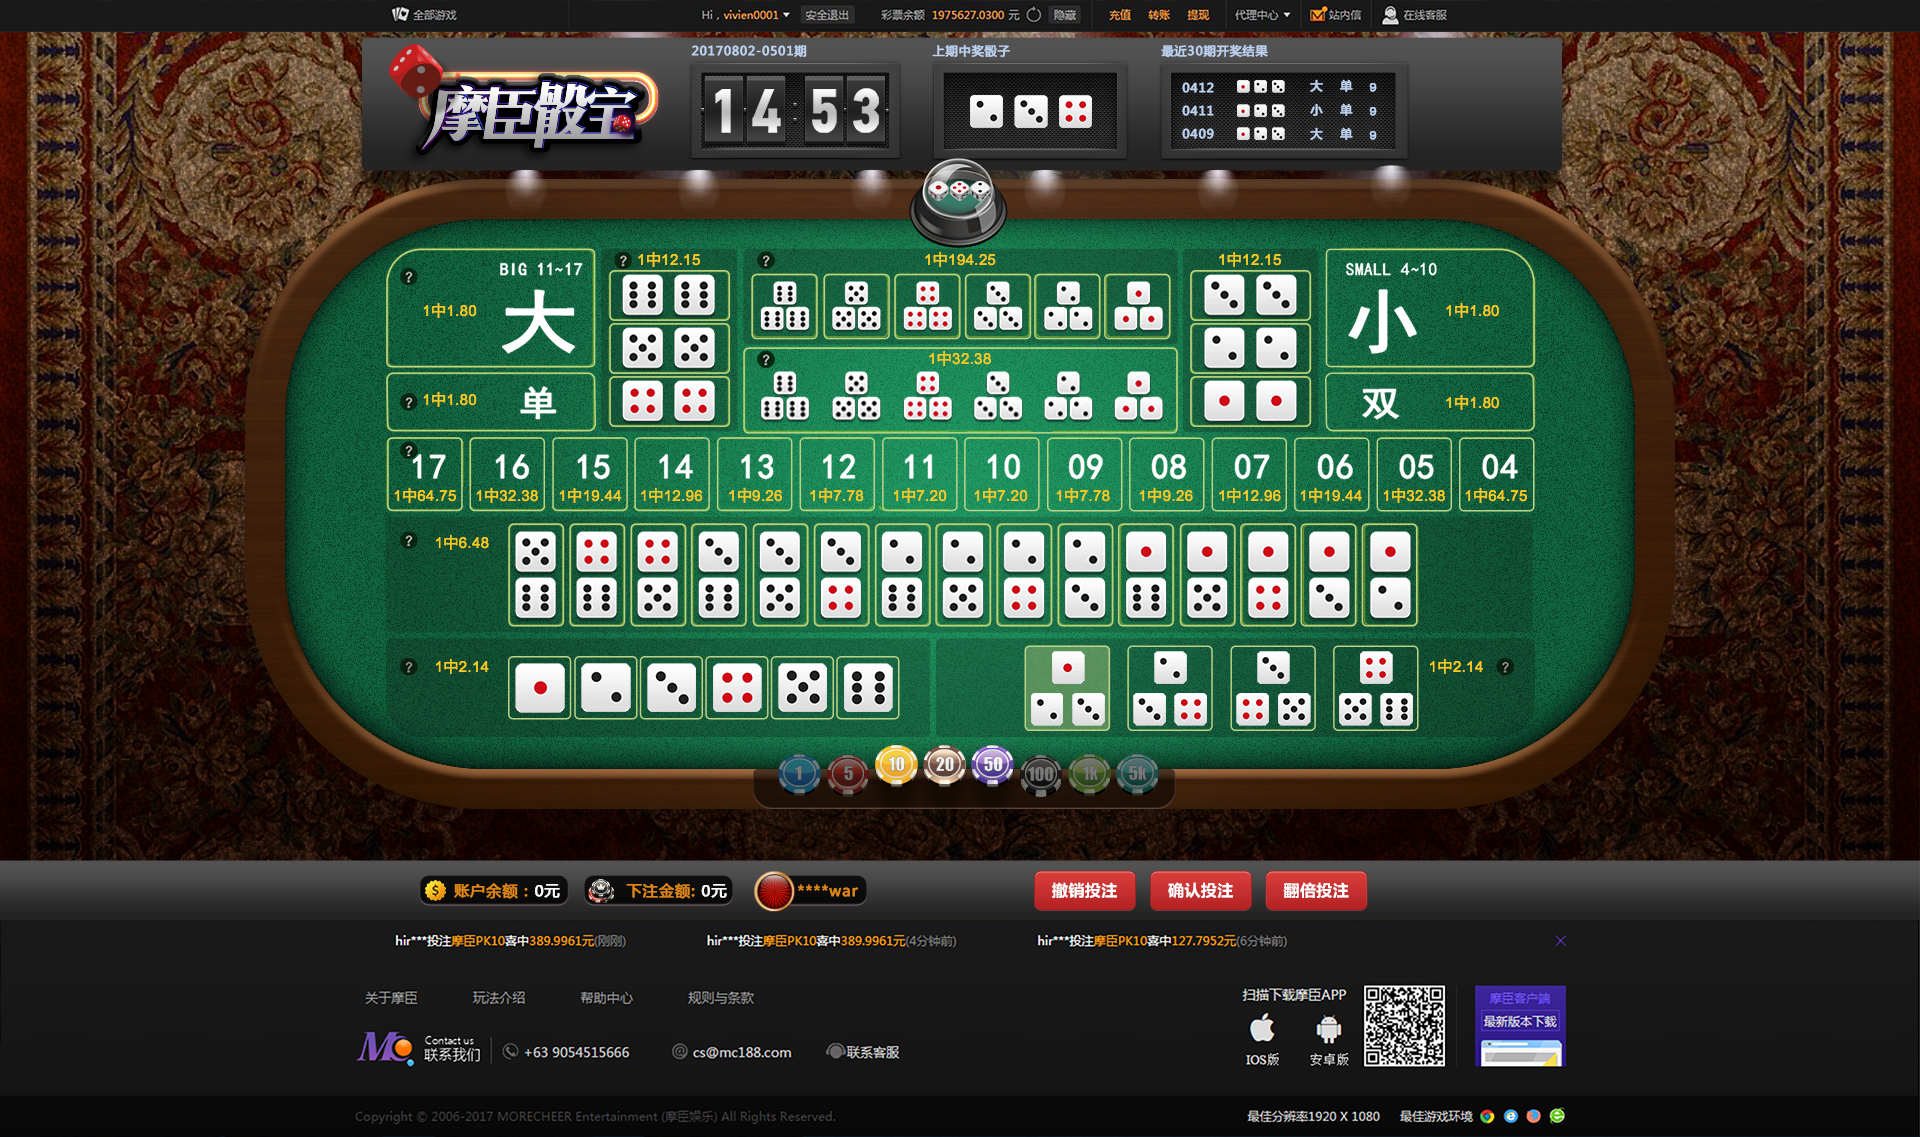 全部游戏
Hi , vivien0001 安全退出 彩票余额 1975627.0300 元 隐藏 充值 转账 提现 代理中心 站内信 在线客服
摩臣骰宝
20170802-0501期 上期中奖骰子 最近30期开奖结果
14:53
0412 大 单 9
0411 小 单 9
0409 大 单 9
? BIG 11~17
1中1.80 大
? 1中12.15
? 1中194.25
1中12.15
SMALL 4~10
小 1中1.80
? 1中32.38
? 1中1.80 单
双 1中1.80
? 17 16 15 14 13 12 11 10 09 08 07 06 05 04
1中64.75 1中32.38 1中19.44 1中12.96 1中9.26 1中7.78 1中7.20 1中7.20 1中7.78 1中9.26 1中12.96 1中19.44 1中32.38 1中64.75
? 1中6.48
? 1中2.14
1中2.14 ?
1 5 10 20 50 100 1k 5k
账户余额 : 0元 下注金额: 0元 ****war 撤销投注 确认投注 翻倍投注
hir***投注摩臣PK10喜中389.9961元(刚刚) hir***投注摩臣PK10喜中389.9961元(4分钟前) hir***投注摩臣PK10喜中127.7952元(6分钟前)
关于摩臣 玩法介绍 帮助中心 规则与条款
扫描下载摩臣APP
IOS版 安卓版
摩臣客户端
最新版本下载
MC Contact us
联系我们 +63 9054515666 cs@mc188.com 联系客服
Copyright © 2006-2017 MORECHEER Entertainment (摩臣娱乐) All Rights Reserved.
最佳分辨率1920 X 1080 最佳游戏环境